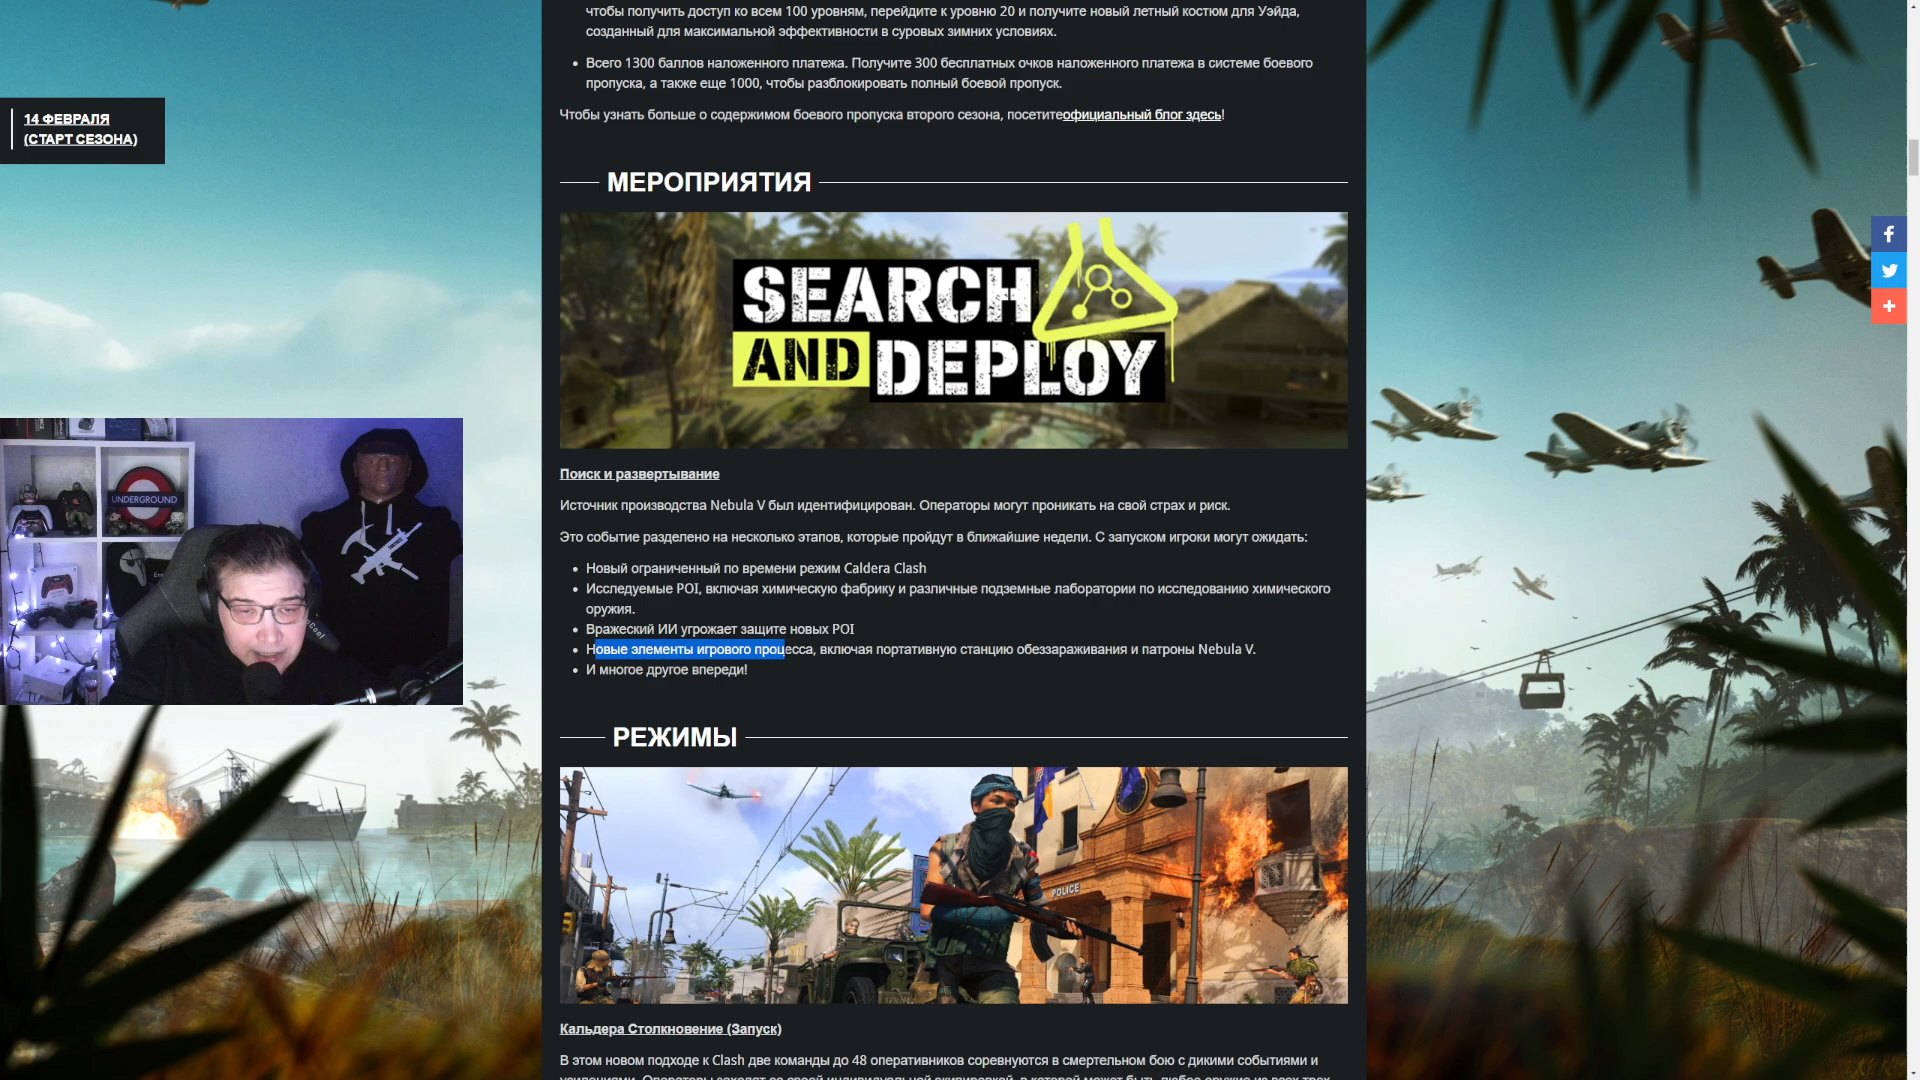 чтобы получить доступ ко всем 100 уровням, перейдите к уровню 20 и получите новый летный костюм для Уэйда,
созданный для максимальной эффективности в суровых зимних условиях.
Всего 1300 баллов наложенного платежа. Получите 300 бесплатных очков наложенного платежа в системе боевого
пропуска, а также еще 1000, чтобы разблокировать полный боевой пропуск.
Чтобы узнать больше о содержимом боевого пропуска второго сезона, посетитеофициальный блог здесь!
14 ФЕВРАЛЯ
(СТАРТ СЕЗОНА)
МЕРОПРИЯТИЯ
SEARCH
AND DEPLOY
Поиск и развертывание
Источник производства Nebula V был идентифицирован. Операторы могут проникать на свой страх и риск.
Это событие разделено на несколько этапов, которые пройдут в ближайшие недели. С запуском игроки могут ожидать:
Новый ограниченный по времени режим Caldera Clash
Исследуемые POI, включая химическую фабрику и различные подземные лаборатории по исследованию химического
оружия.
Вражеский ИИ угрожает защите новых POI
Новые элементы игрового процесса, включая портативную станцию обеззараживания и патроны Nebula V.
И многое другое впереди!
UNDERGROUND
РЕЖИМЫ
POLICE
Кальдера Столкновение (Запуск)
В этом новом подходе к Clash две команды до 48 оперативников соревнуются в смертельном бою с дикими событиями и